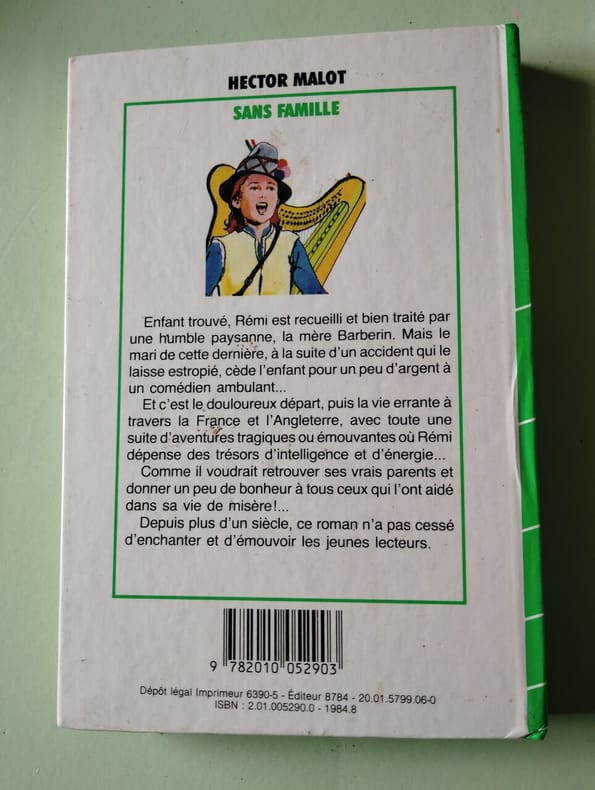 HECTOR MALOT
SANS FAMILLE
Enfant trouvé, Rémi est recueilli et bien traité par
une humble paysanne, la mère Barberin. Mais le
mari de cette dernière, à la suite d'un accident qui le
laisse estropié, cède l'enfant pour un peu d'argent à
un comédien ambulant...
Et c'est le douloureux départ, puis la vie errante à
travers la France et l'Angleterre, avec toute une
suite d'aventures tragiques ou émouvantes où Rémi
dépense des trésors d'intelligence et d'énergie...
Comme il voudrait retrouver ses vrais parents et
donner un peu de bonheur à tous ceux qui l'ont aidé
dans sa vie de misère!...
Depuis plus d'un siècle, ce roman n'a pas cessé
d'enchanter et d'émouvoir les jeunes lecteurs.
9 782010 052903
Dépôt légal Imprimeur 6390-5 - Éditeur 8784 - 20.01.5799.06-0
ISBN : 2.01.005290.0 - 1984.8